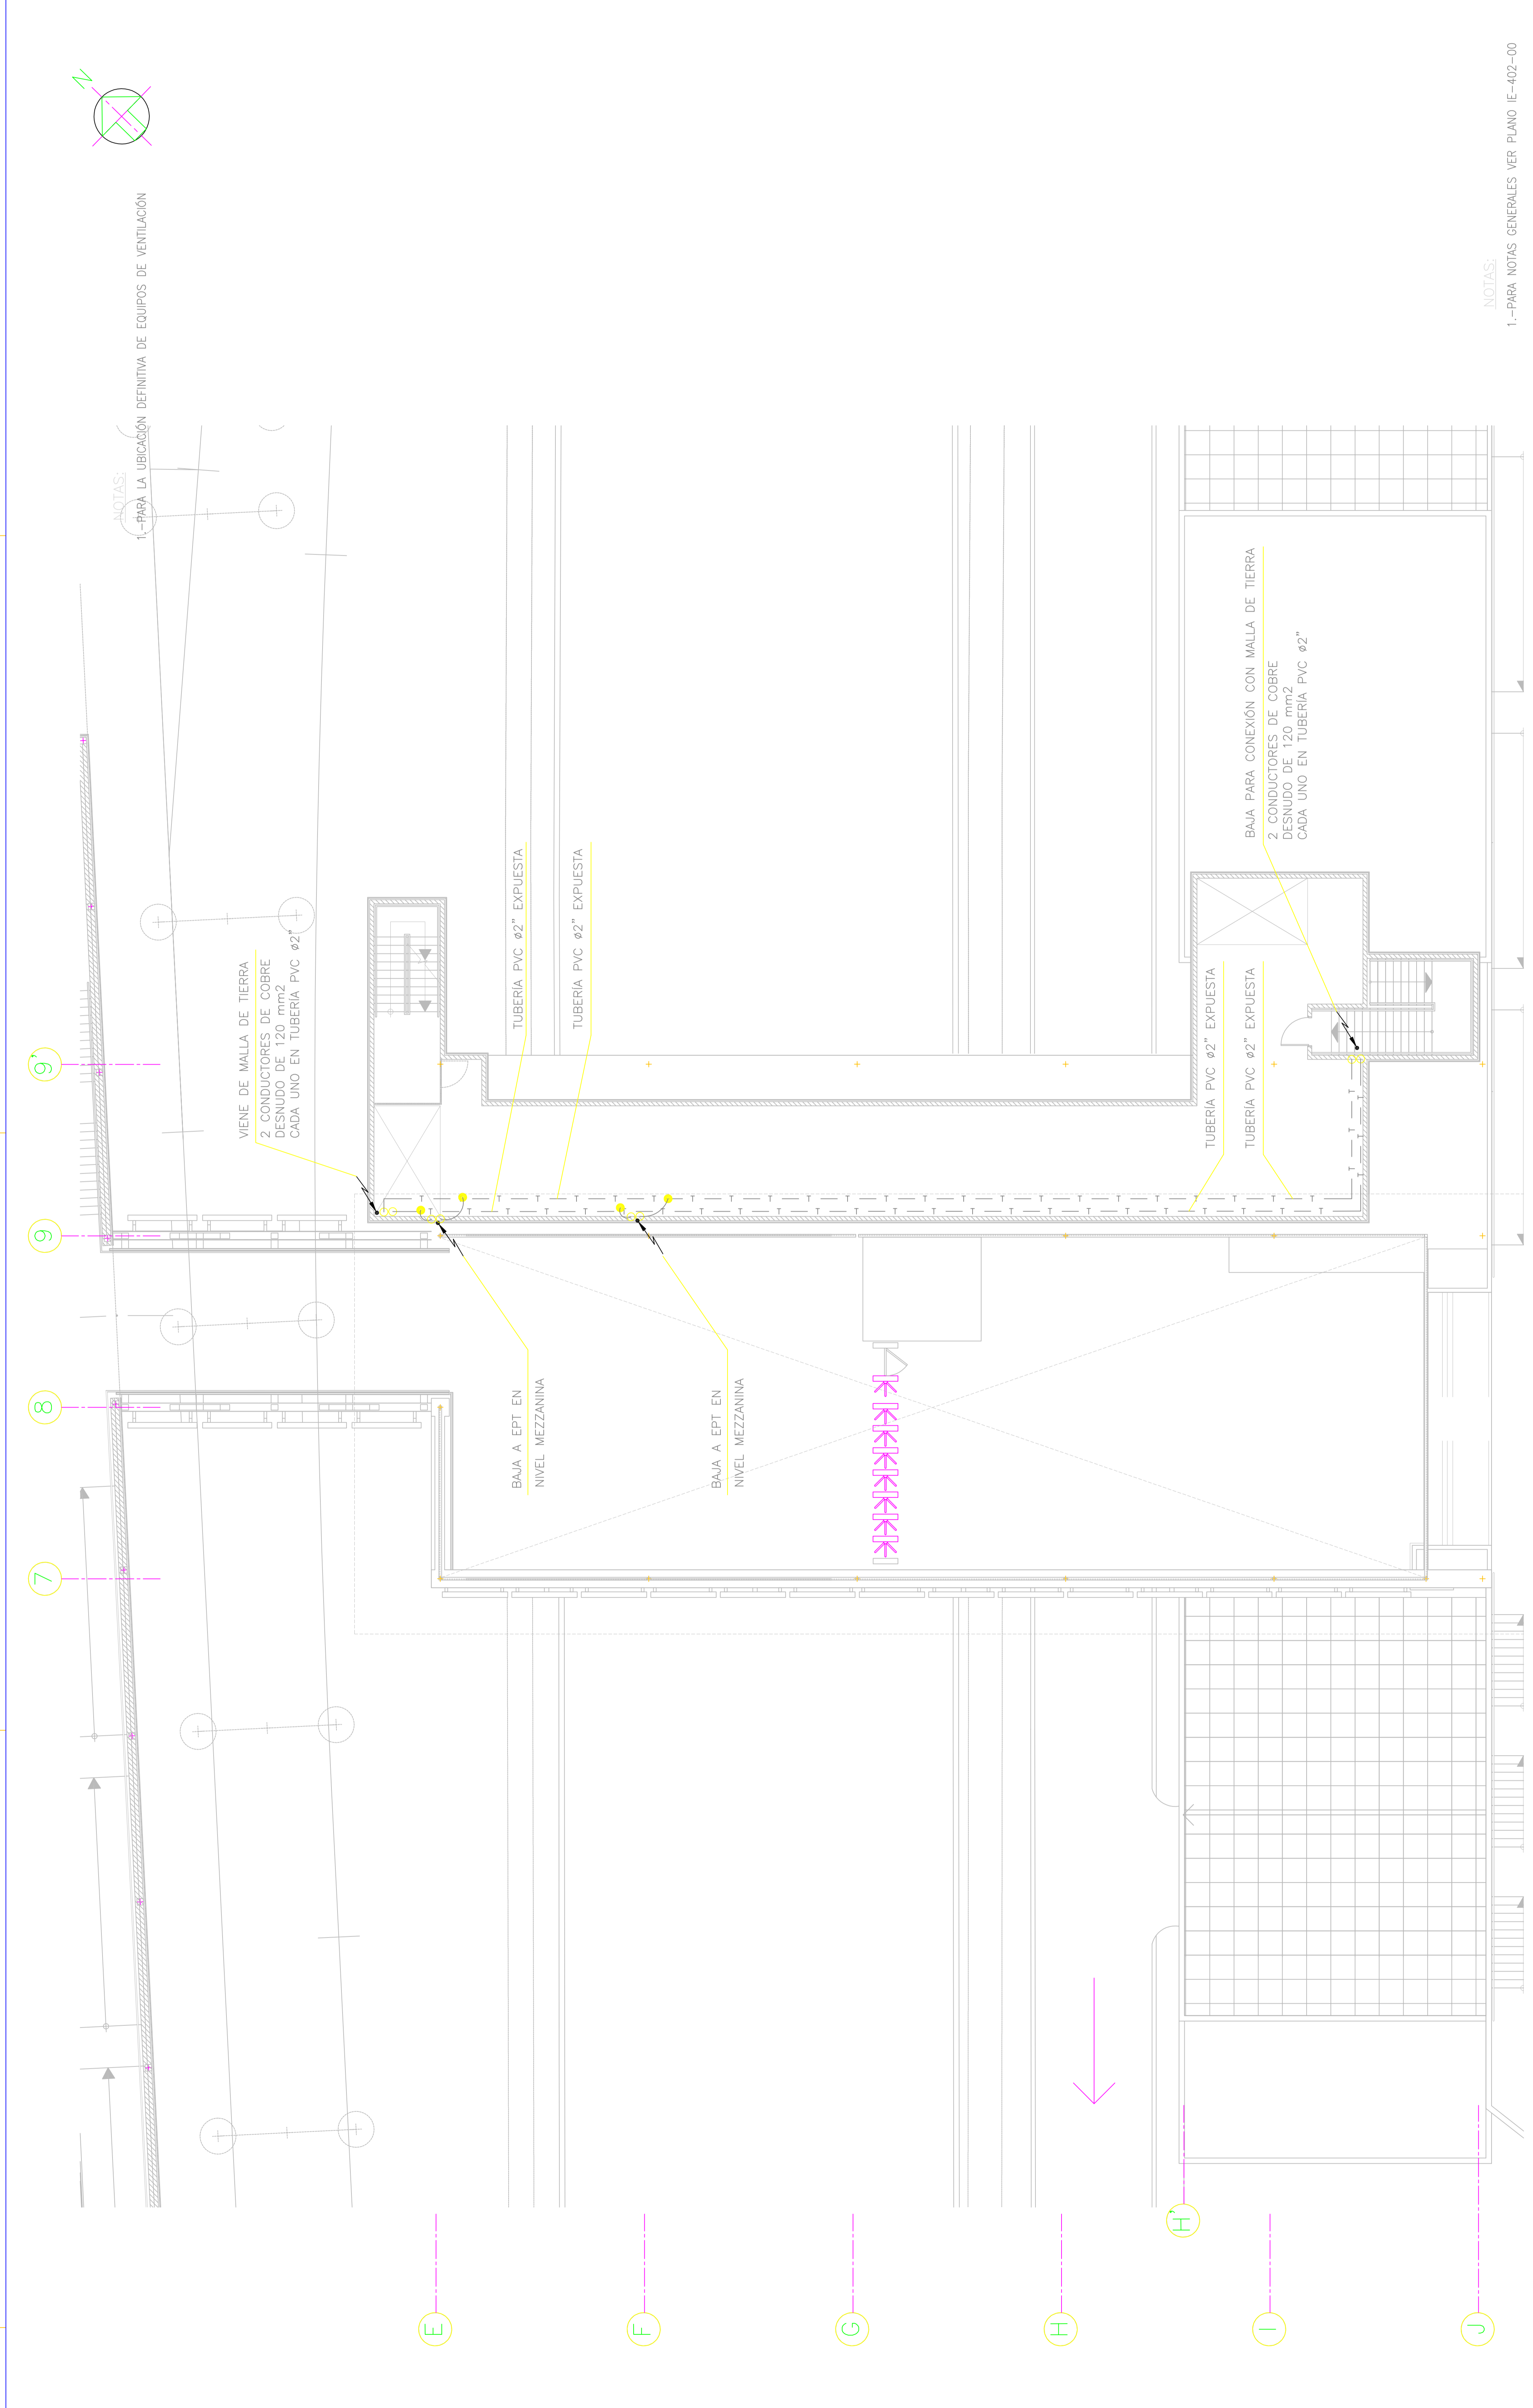 N
NOTAS:
1.-PARA LA UBICACIÓN DEFINITIVA DE EQUIPOS DE VENTILACIÓN
9'
9
8
7
VIENE DE MALLA DE TIERRA
2 CONDUCTORES DE COBRE
DESNUDO DE 120 mm2
CADA UNO EN TUBERÍA PVC ø2"
TUBERÍA PVC ø2" EXPUESTA
TUBERÍA PVC ø2" EXPUESTA
BAJA A EPT EN
NIVEL MEZZANINA
BAJA A EPT EN
NIVEL MEZZANINA
TUBERÍA PVC ø2" EXPUESTA
TUBERÍA PVC ø2" EXPUESTA
BAJA PARA CONEXIÓN CON MALLA DE TIERRA
2 CONDUCTORES DE COBRE
DESNUDO DE 120 mm2
CADA UNO EN TUBERÍA PVC ø2"
E
F
G
H
H'
I
J
NOTAS:
1.-PARA NOTAS GENERALES VER PLANO IE-402-00